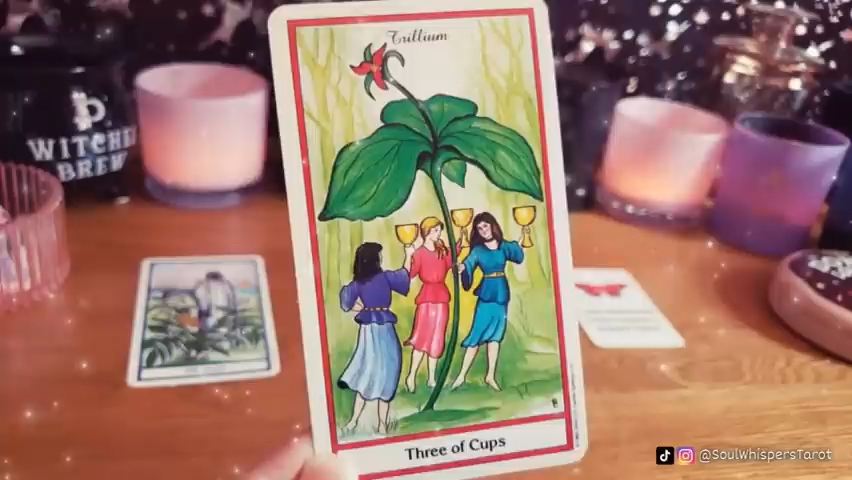 Trillium
WITCHES
BREW
Three of Cups
@SoulWhispersTarot